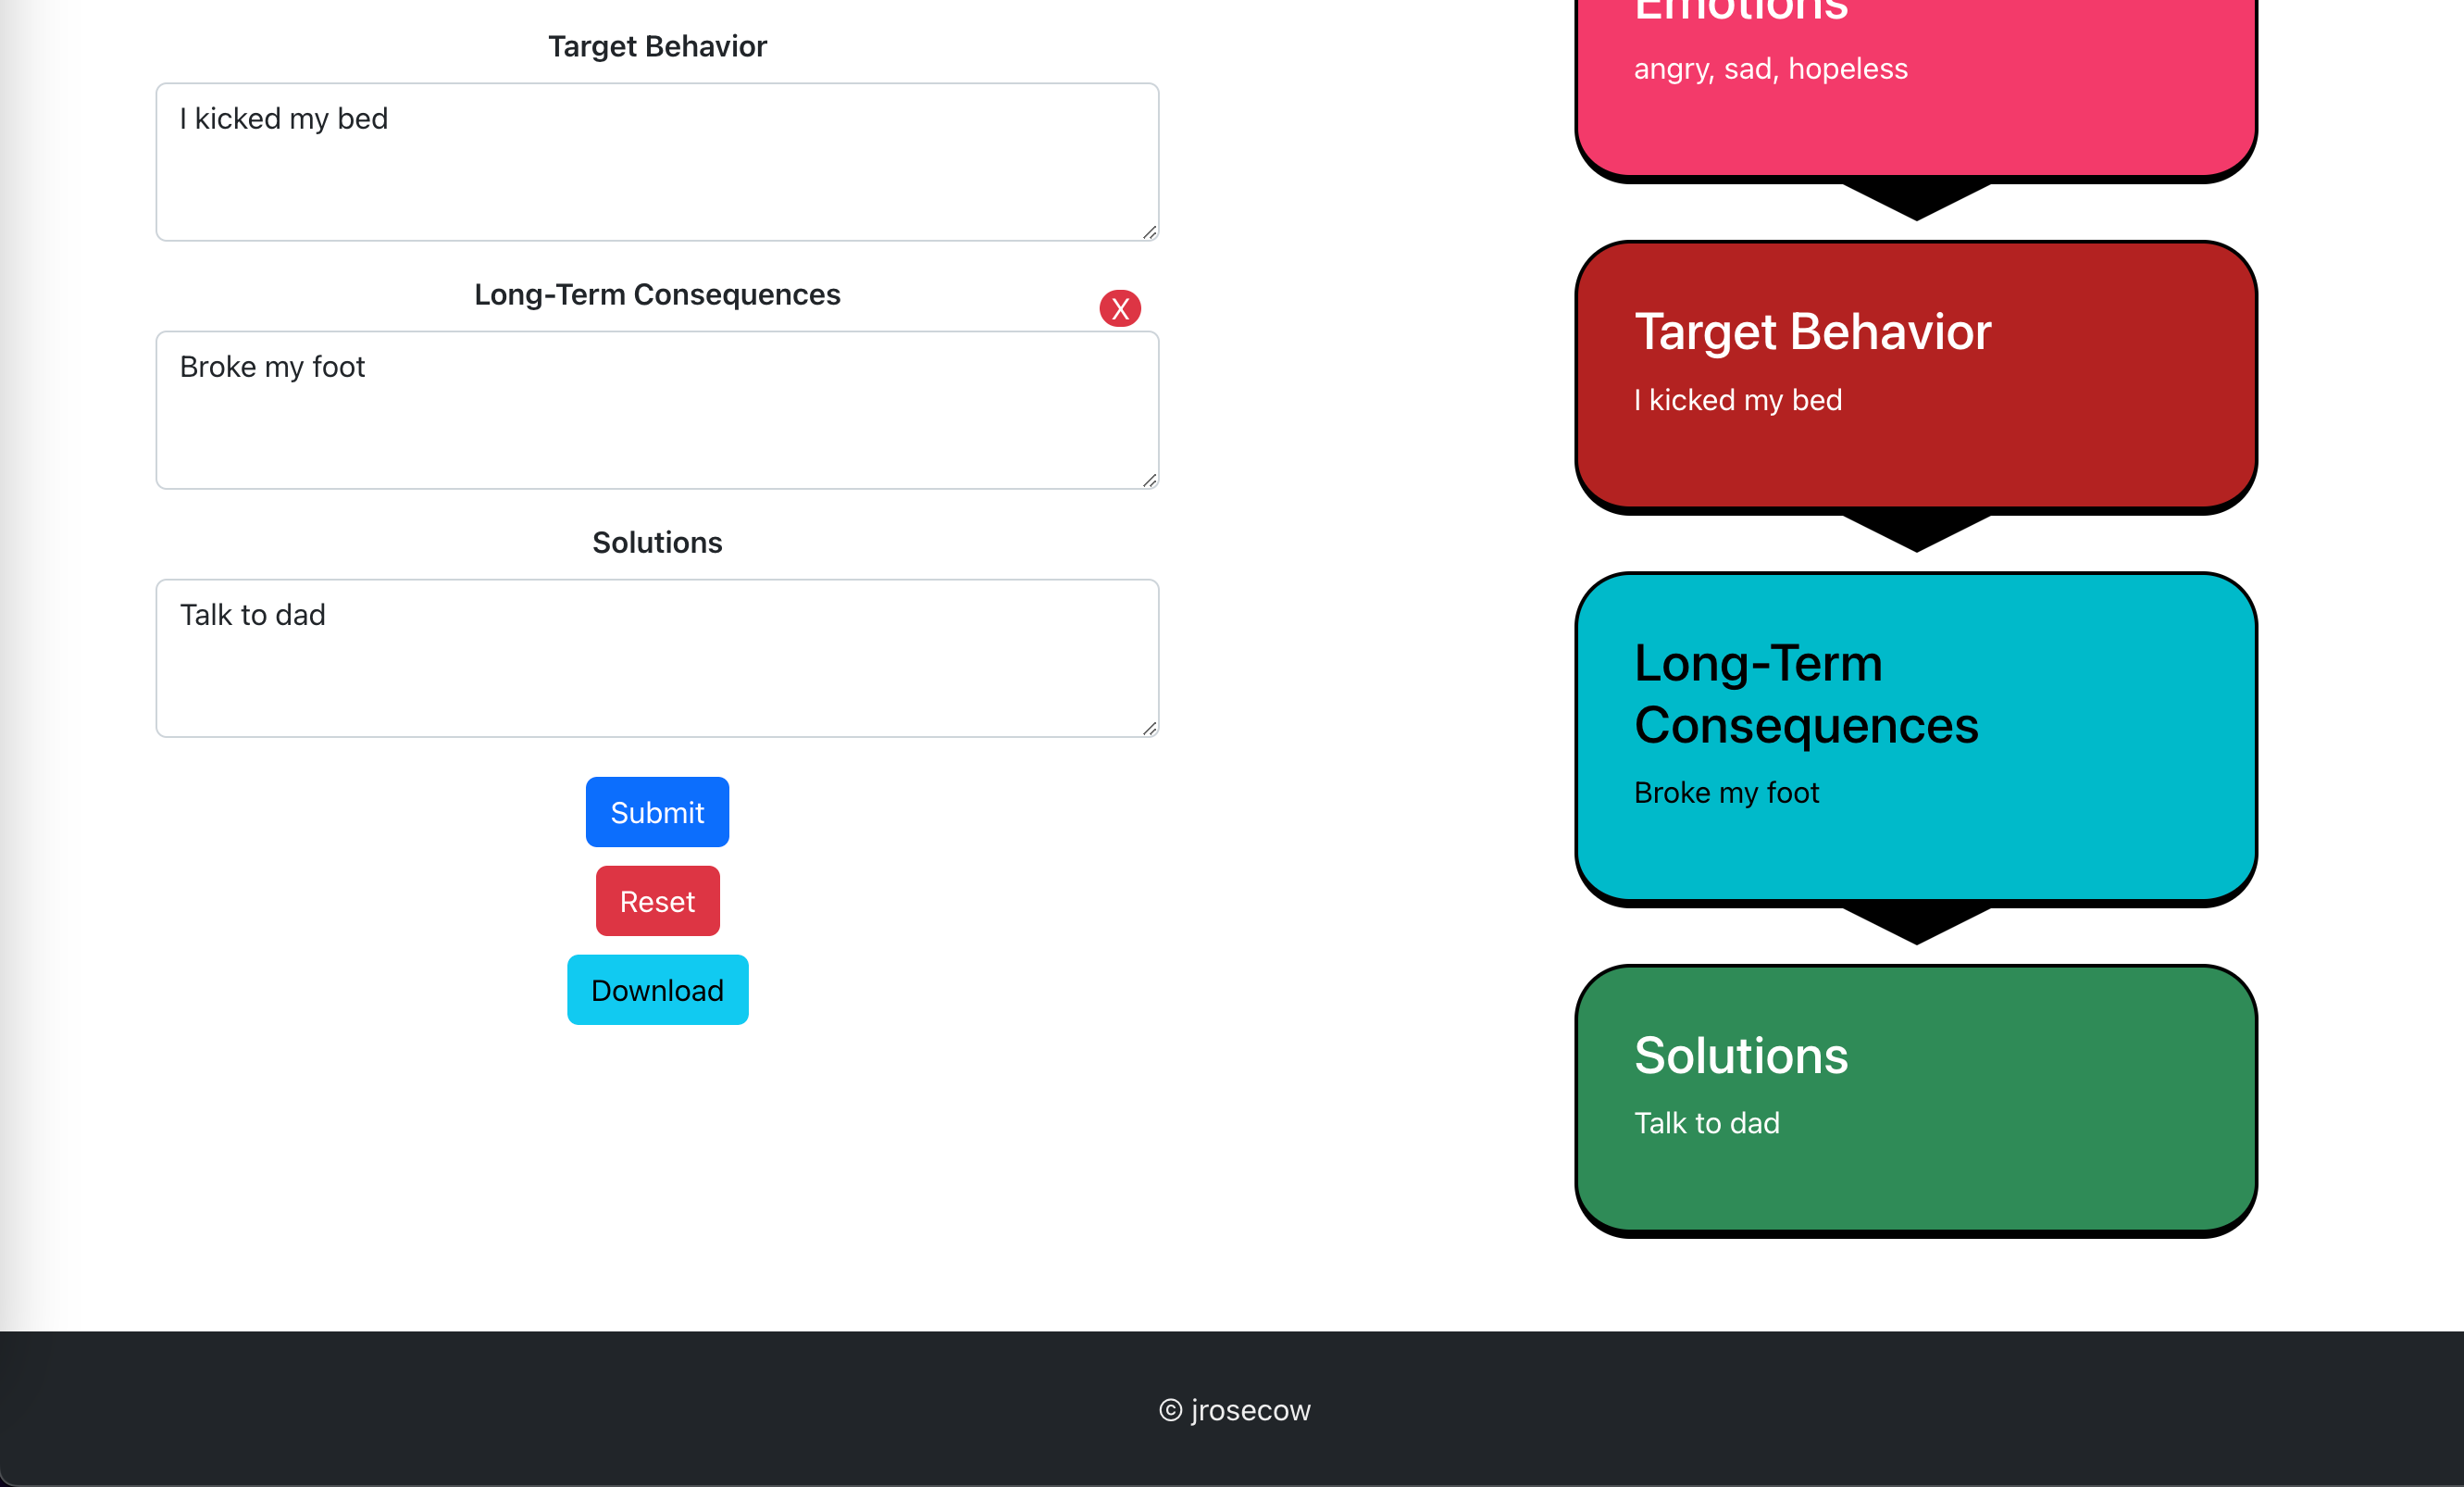 Target Behavior
I kicked my bed
Long-Term Consequences
X
Broke my foot
Solutions
Talk to dad
Submit
Reset
Download
Emotions
angry, sad, hopeless
Target Behavior
I kicked my bed
Long-Term
Consequences
Broke my foot
Solutions
Talk to dad
© jrosecow